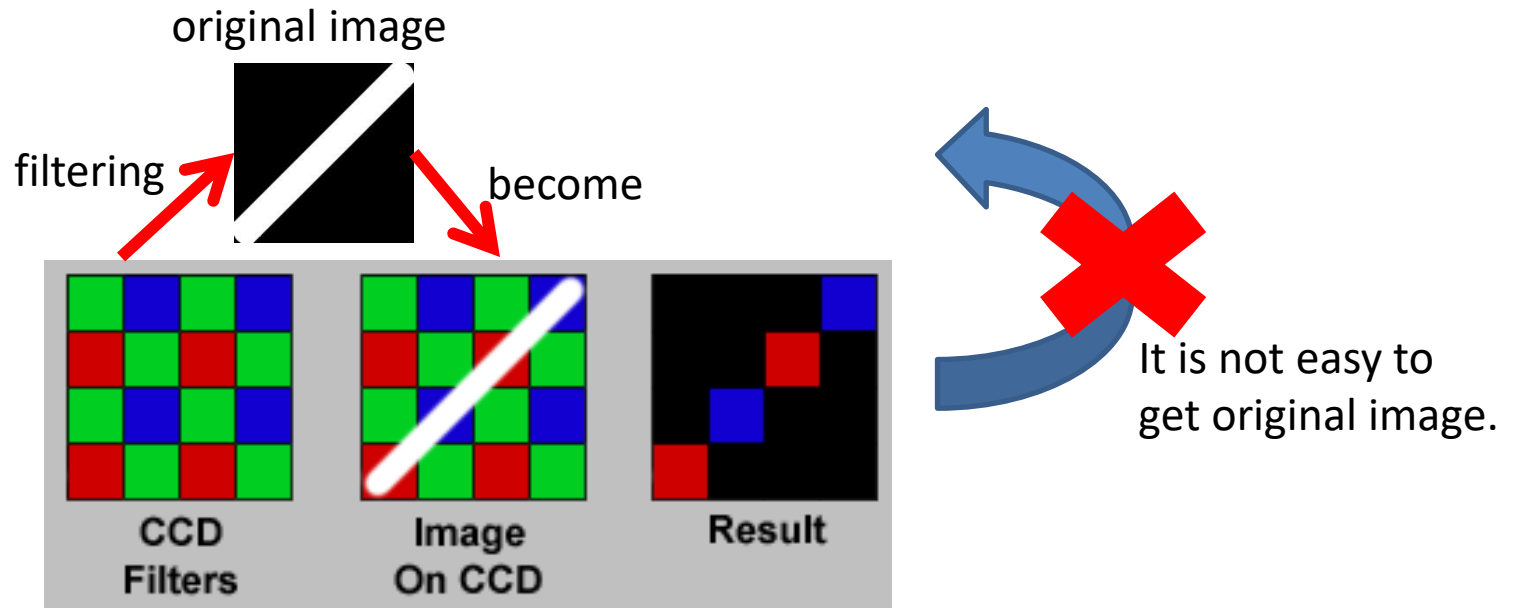 original image
filtering
become
It is not easy to
get original image.
CCD
Filters
Image
On CCD
Result